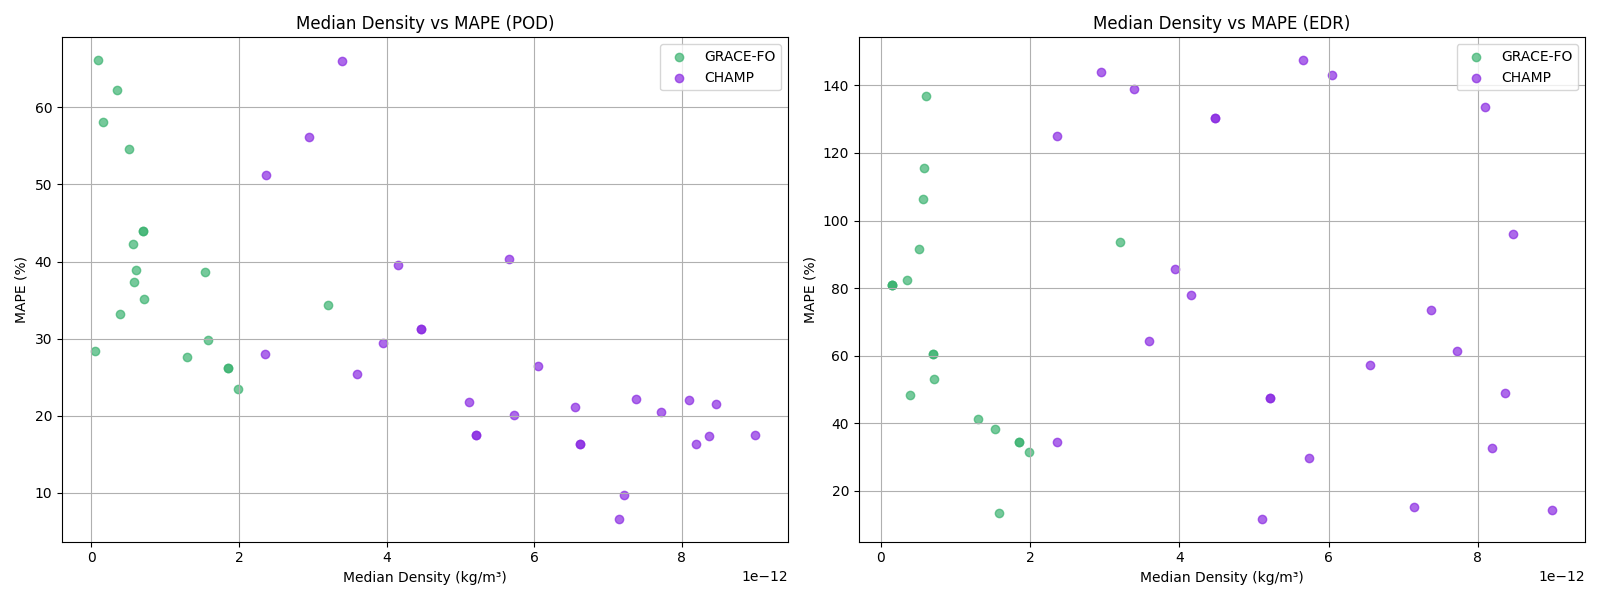 Median Density vs MAPE (POD)
MAPE (%)
60
50
40
30
20
10
0
2
4
6
8
1e−12
Median Density (kg/m³)
GRACE-FO
CHAMP
Median Density vs MAPE (EDR)
MAPE (%)
140
120
100
80
60
40
20
0
2
4
6
8
1e−12
Median Density (kg/m³)
GRACE-FO
CHAMP